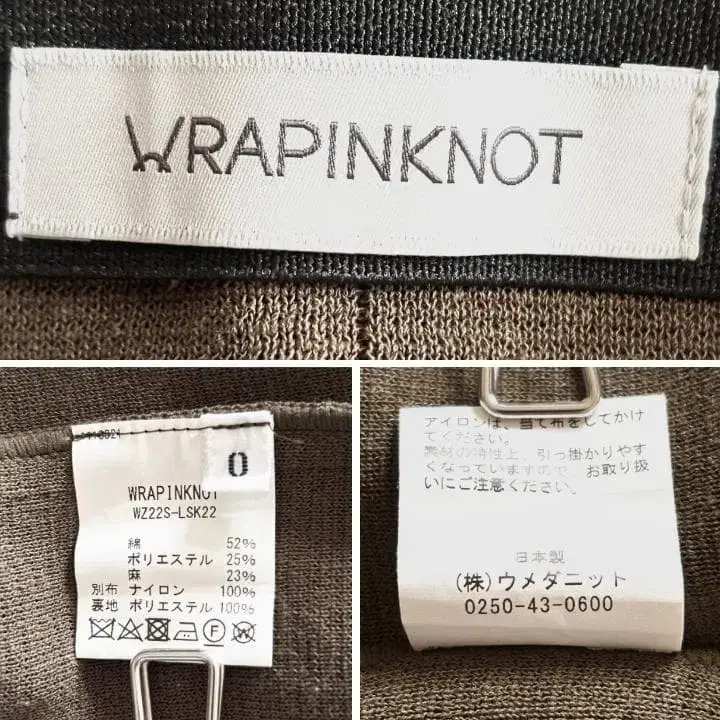 WRAPINKNOT
0
WRAPINKNOT
WZ22S-LSK22
綿 52%
ポリエステル 25%
麻 23%
別布 ナイロン 100%
裏地 ポリエステル 100%
アイロンは、当て布をしてかけ
てください。
素材の特性上、引っ掛かりやす
くなっていますので、お取り扱
いにご注意ください。
日本製
(株)ウメダニット
0250-43-0600